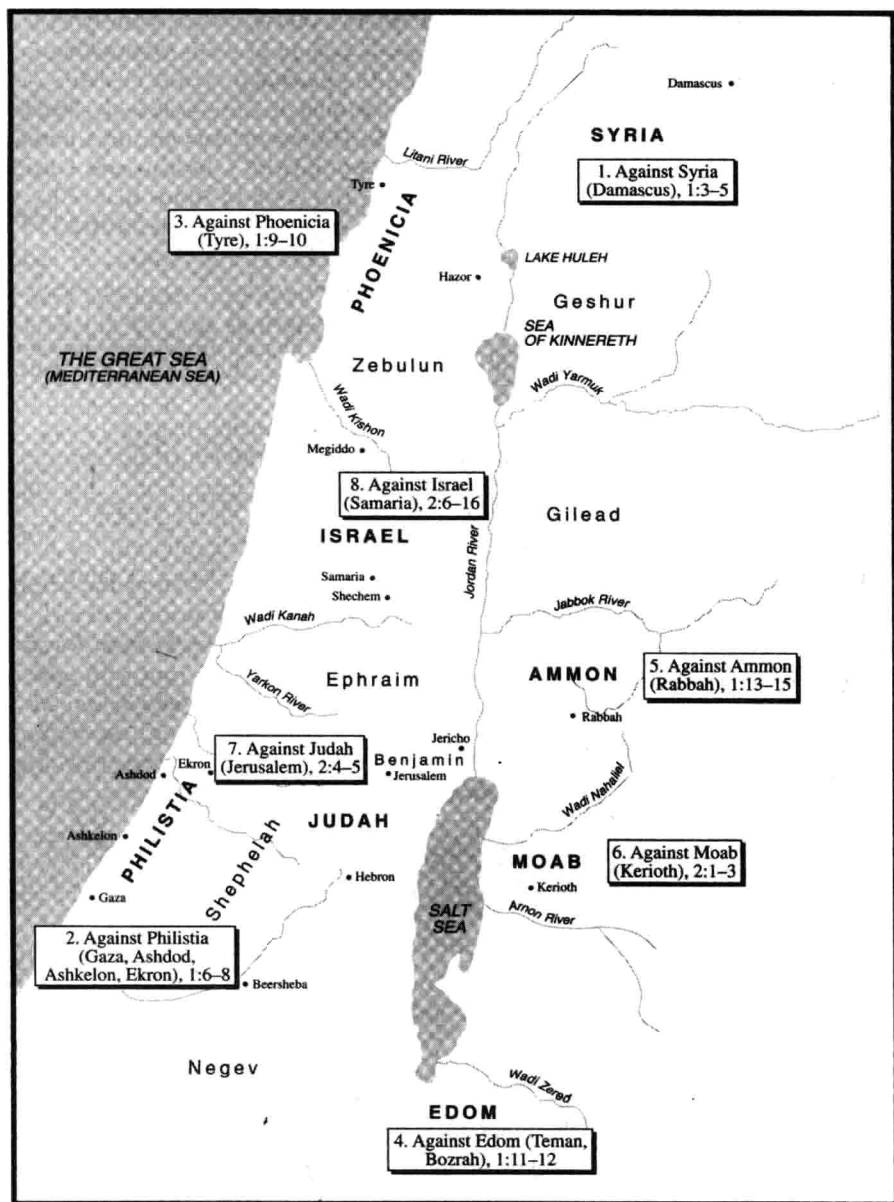 Damascus
SYRIA
Litani River
1. Against Syria
(Damascus), 1:3–5
Tyre
3. Against Phoenicia
(Tyre), 1:9–10
PHOENICIA
LAKE HULEH
Hazor
Geshur
SEA
OF KINNERETH
THE GREAT SEA
(MEDITERRANEAN SEA)
Zebulun
Wadi Yarmuk
Wadi Kishon
Megiddo
8. Against Israel
(Samaria), 2:6–16
Gilead
ISRAEL
Jordan River
Samaria
Shechem
Jabbok River
Wadi Kanah
5. Against Ammon
(Rabbah), 1:13–15
AMMON
Ephraim
Yarkon River
Rabbah
Jericho
7. Against Judah
(Jerusalem), 2:4–5
Benjamin
Ekron
Jerusalem
Ashdod
Wadi Nahaliel
PHILISTIA
JUDAH
Ashkelon
Shephelah
6. Against Moab
(Kerioth), 2:1–3
MOAB
Hebron
Kerioth
Gaza
SALT
SEA
Arnon River
2. Against Philistia
(Gaza, Ashdod,
Ashkelon, Ekron), 1:6–8
Beersheba
Negev
Wadi Zered
EDOM
4. Against Edom (Teman,
Bozrah), 1:11–12